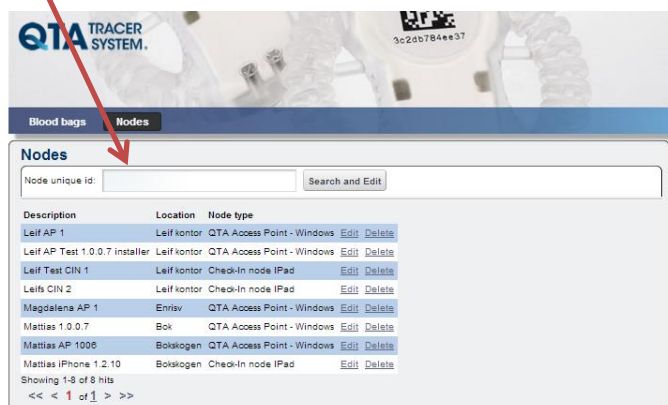 QTA TRACER SYSTEM.
3c2db784ee37
Blood bags Nodes
Nodes
Node unique id: Search and Edit
Description Location Node type
Leif AP 1 Leif kontor QTA Access Point - Windows Edit Delete
Leif AP Test 1.0.0.7 installer Leif kontor QTA Access Point - Windows Edit Delete
Leif Test CIN 1 Leif kontor Check-In node IPad Edit Delete
Leifs CIN 2 Leif kontor Check-In node IPad Edit Delete
Magdalena AP 1 Enrisv QTA Access Point - Windows Edit Delete
Mattias 1.0.0.7 Bok QTA Access Point - Windows Edit Delete
Mattias AP 1006 Bokskogen QTA Access Point - Windows Edit Delete
Mattias iPhone 1.2.10 Bokskogen Check-In node IPad Edit Delete
Showing 1-8 of 8 hits
<< < 1 of 1 > >>